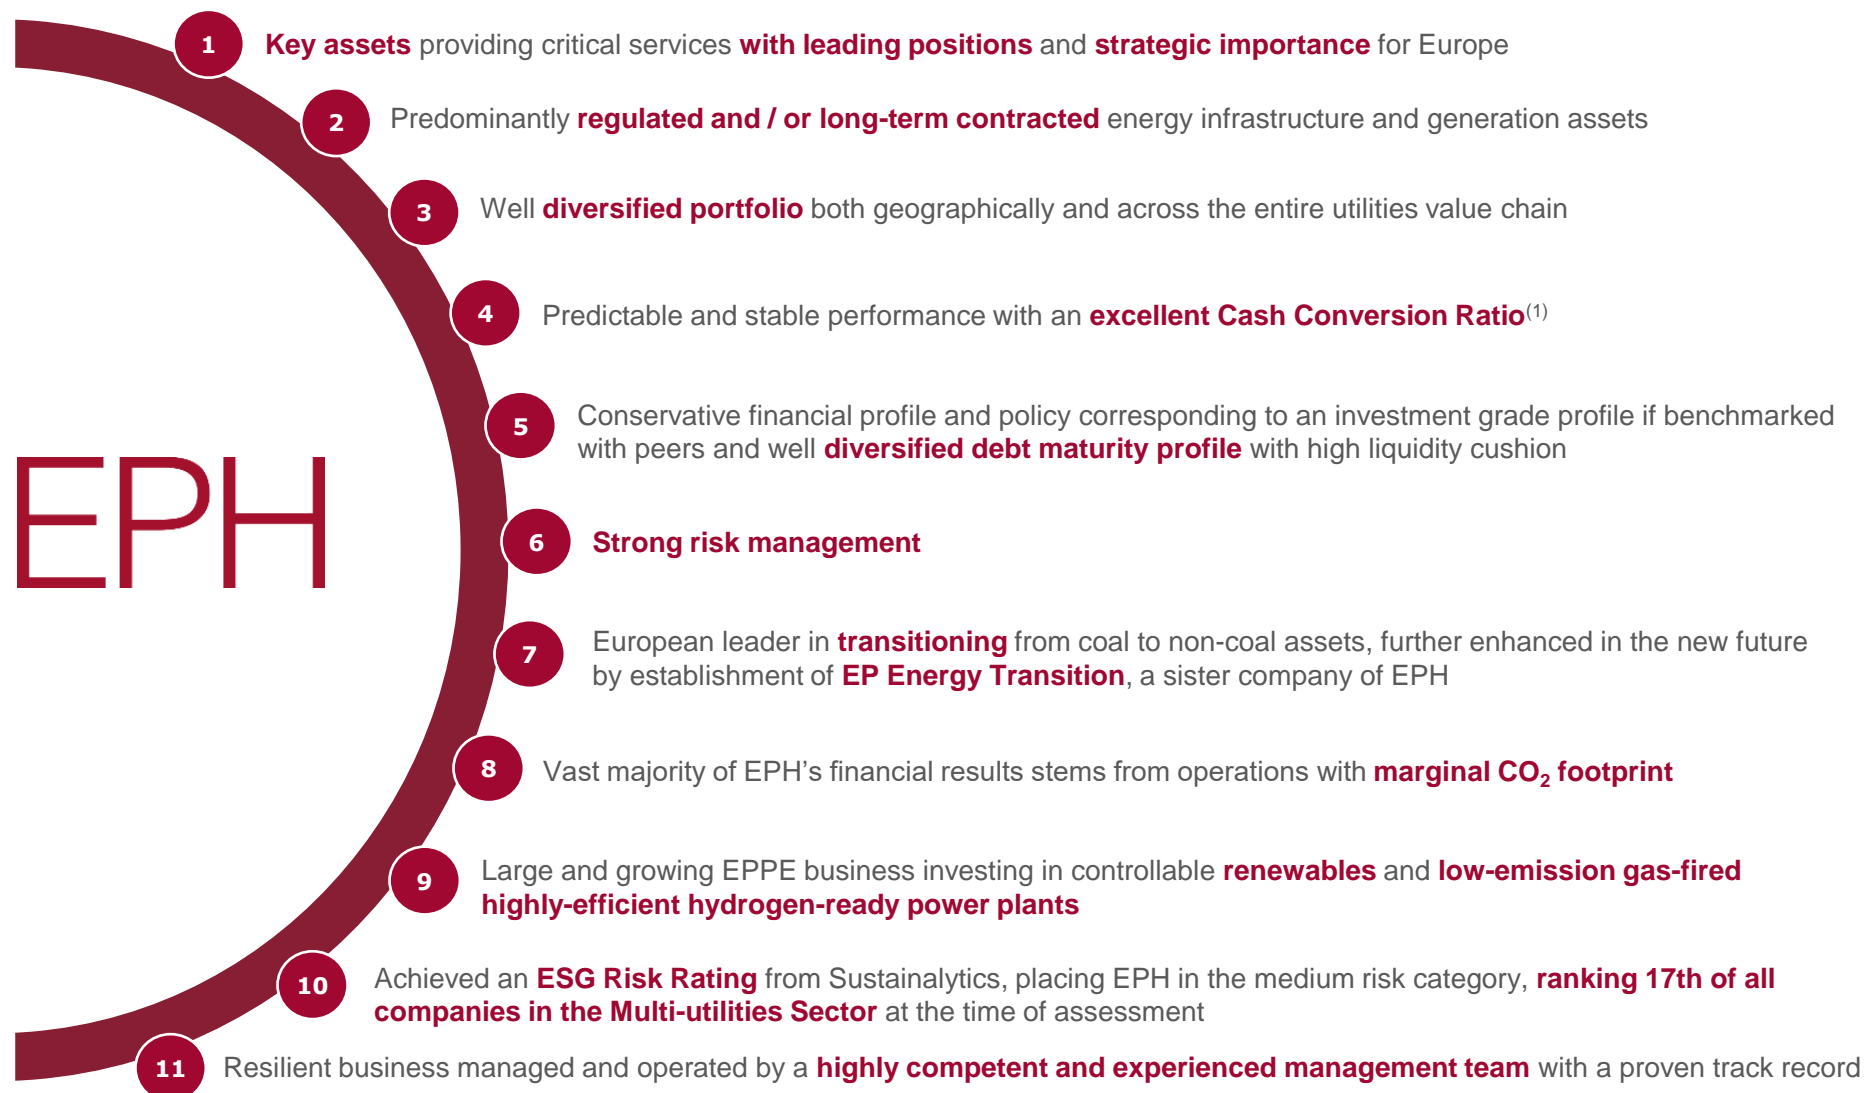 1
Key assets providing critical services with leading positions and strategic importance for Europe
2
Predominantly regulated and / or long-term contracted energy infrastructure and generation assets
3
Well diversified portfolio both geographically and across the entire utilities value chain
4
Predictable and stable performance with an excellent Cash Conversion Ratio(1)
5
Conservative financial profile and policy corresponding to an investment grade profile if benchmarked
with peers and well diversified debt maturity profile with high liquidity cushion
EPH
6
Strong risk management
7
European leader in transitioning from coal to non-coal assets, further enhanced in the new future
by establishment of EP Energy Transition, a sister company of EPH
8
Vast majority of EPH’s financial results stems from operations with marginal CO₂ footprint
9
Large and growing EPPE business investing in controllable renewables and low-emission gas-fired
highly-efficient hydrogen-ready power plants
10
Achieved an ESG Risk Rating from Sustainalytics, placing EPH in the medium risk category, ranking 17th of all
companies in the Multi-utilities Sector at the time of assessment
11
Resilient business managed and operated by a highly competent and experienced management team with a proven track record